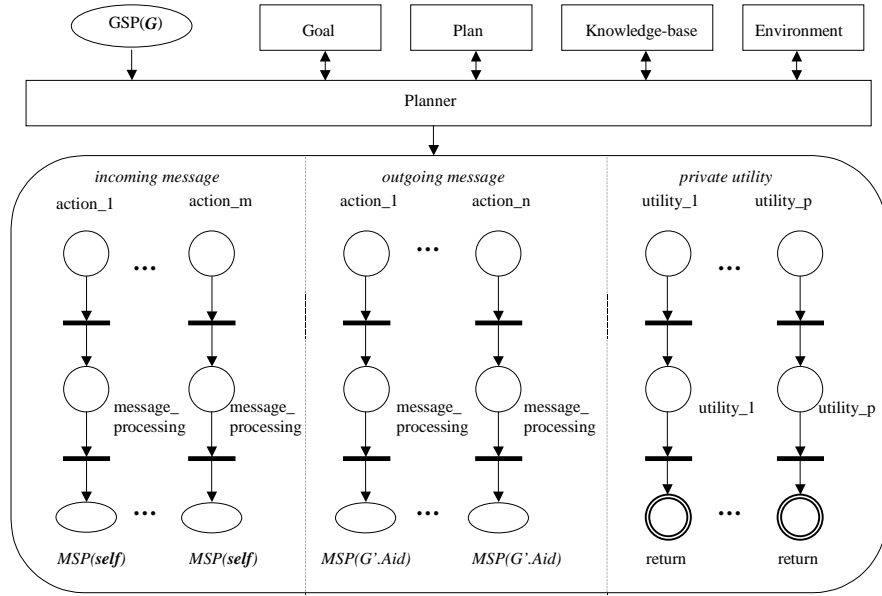 GSP(G)
Goal
Plan
Knowledge-base
Environment
Planner
incoming message
outgoing message
private utility
action_1
action_m
action_1
action_n
utility_1
utility_p
...
...
...
message_
processing
message_
processing
message_
processing
message_
processing
utility_1
utility_p
...
...
...
MSP(self)
MSP(self)
MSP(G'.Aid)
MSP(G'.Aid)
return
return